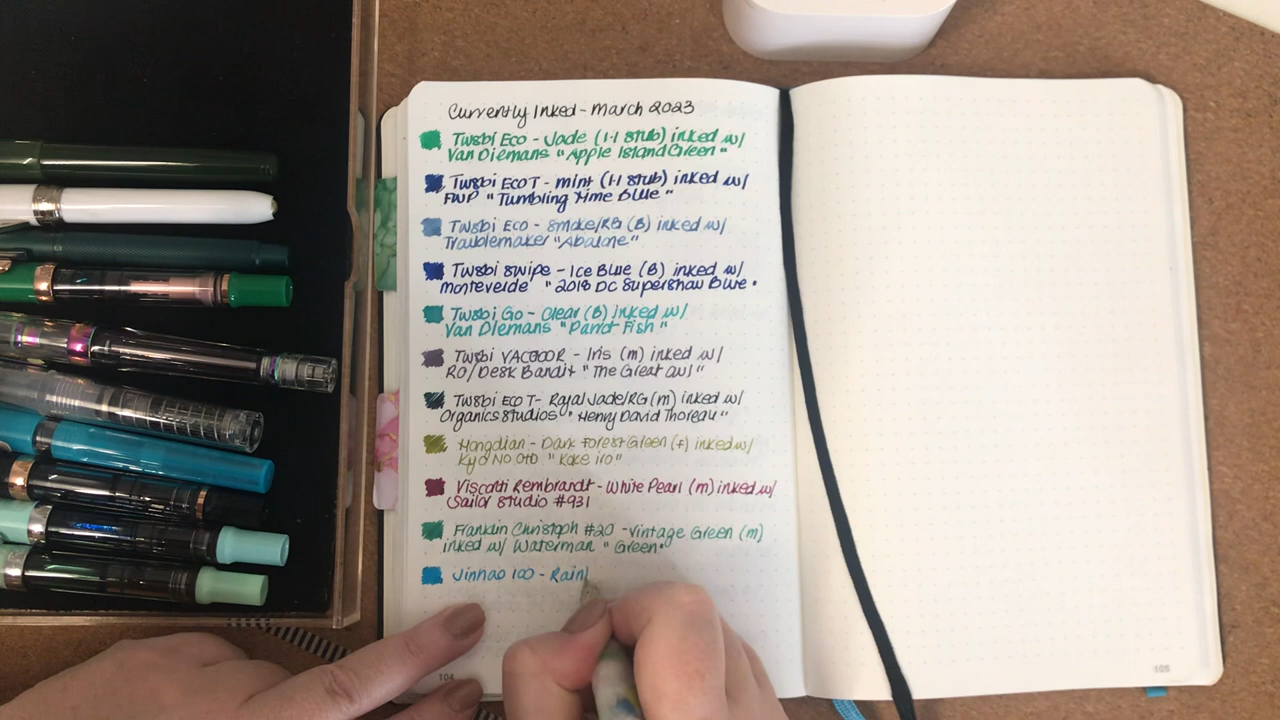 Currently Inked - March 2023
Twsbi Eco - Jade (1.1 Stub) inked w/
Van Diemans "Apple Island Green"
Twsbi ECO T - mint (1.1 Stub) inked w/
FWP "Tumbling Time Blue"
Twsbi Eco - Smoke/RG (B) inked w/
Troublemaker "Abalone"
Twsbi Swipe - Ice Blue (B) inked w/
monteverde "2018 DC Supershow Blue"
Twsbi Go - Clear (B) inked w/
Van Diemans "Parrot Fish"
Twsbi VAC700R - Iris (m) inked w/
RO/Desk Bandit "The Great Owl"
Twsbi ECO T - Royal Jade/RG (m) inked w/
Organics Studios "Henry David Thoreau"
Hongdian - Dark Forest Green (F) inked w/
Kyo No Oto "Koke iro"
Visconti Rembrandt - White Pearl (m) inked w/
Sailor Studio #931
Franklin Christoph #20 - Vintage Green (m)
inked w/ Waterman "Green"
Jinhao 100 - Rain
104
105